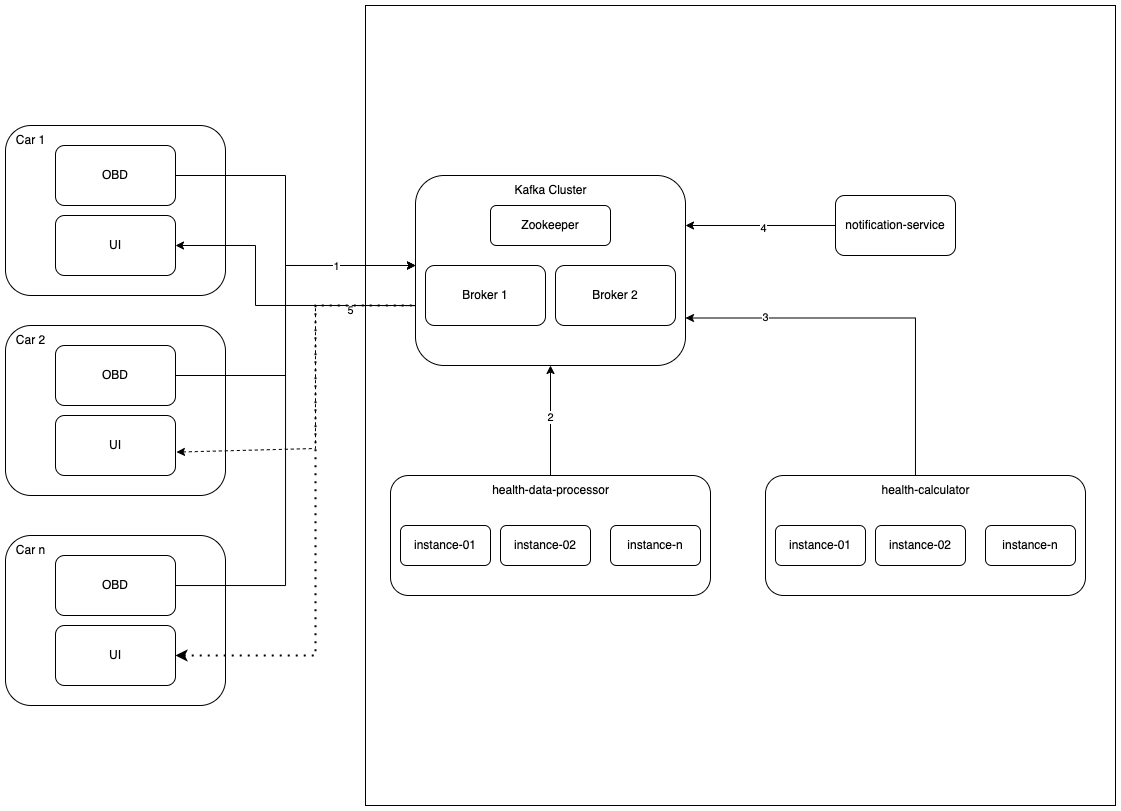 Car 1
OBD
UI
Car 2
OBD
UI
Car n
OBD
UI
1
5
Kafka Cluster
Zookeeper
Broker 1
Broker 2
4
notification-service
3
2
health-data-processor
instance-01
instance-02
instance-n
health-calculator
instance-01
instance-02
instance-n